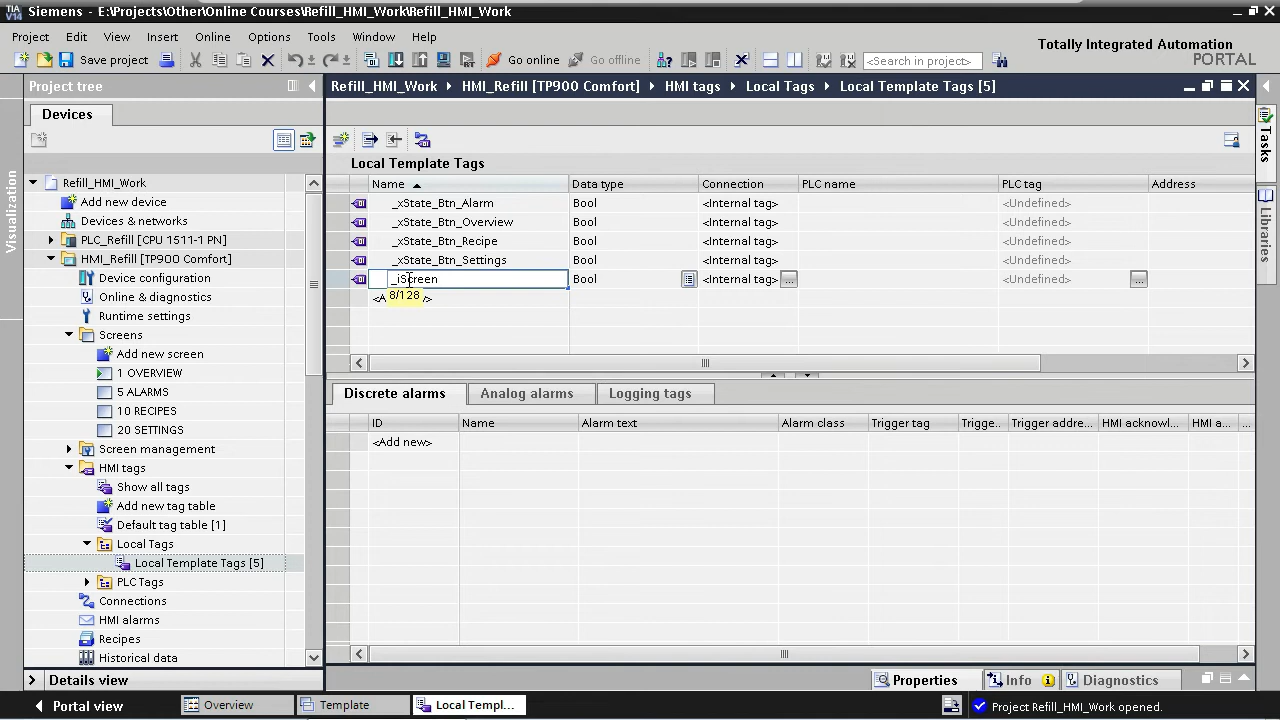 TIA V14 Siemens - E:\Projects\Other\Online Courses\Refill_HMI_Work\Refill_HMI_Work
Project Edit View Insert Online Options Tools Window Help
Totally Integrated Automation
PORTAL
Save project Go online Go offline <Search in project>
Project tree
Refill_HMI_Work HMI_Refill [TP900 Comfort] HMI tags Local Tags Local Template Tags [5]
Devices
Visualization
Tasks
Libraries
Local Template Tags
Name Data type Connection PLC name PLC tag Address
_xState_Btn_Alarm Bool <Internal tag> <Undefined>
_xState_Btn_Overview Bool <Internal tag> <Undefined>
_xState_Btn_Recipe Bool <Internal tag> <Undefined>
_xState_Btn_Settings Bool <Internal tag> <Undefined>
_iScreen Bool <Internal tag> ... <Undefined> ...
8/128
Refill_HMI_Work
Add new device
Devices & networks
PLC_Refill [CPU 1511-1 PN]
HMI_Refill [TP900 Comfort]
Device configuration
Online & diagnostics
Runtime settings
Screens
Add new screen
1 OVERVIEW
5 ALARMS
10 RECIPES
20 SETTINGS
Screen management
HMI tags
Show all tags
Add new tag table
Default tag table [1]
Local Tags
Local Template Tags [5]
PLC Tags
Connections
HMI alarms
Recipes
Historical data
Discrete alarms Analog alarms Logging tags
ID Name Alarm text Alarm class Trigger tag Trigge.. Trigger addre... HMI acknowl... HMI a... ...
<Add new>
Details view
Properties Info Diagnostics
Portal view Overview Template Local Templ... Project Refill_HMI_Work opened.